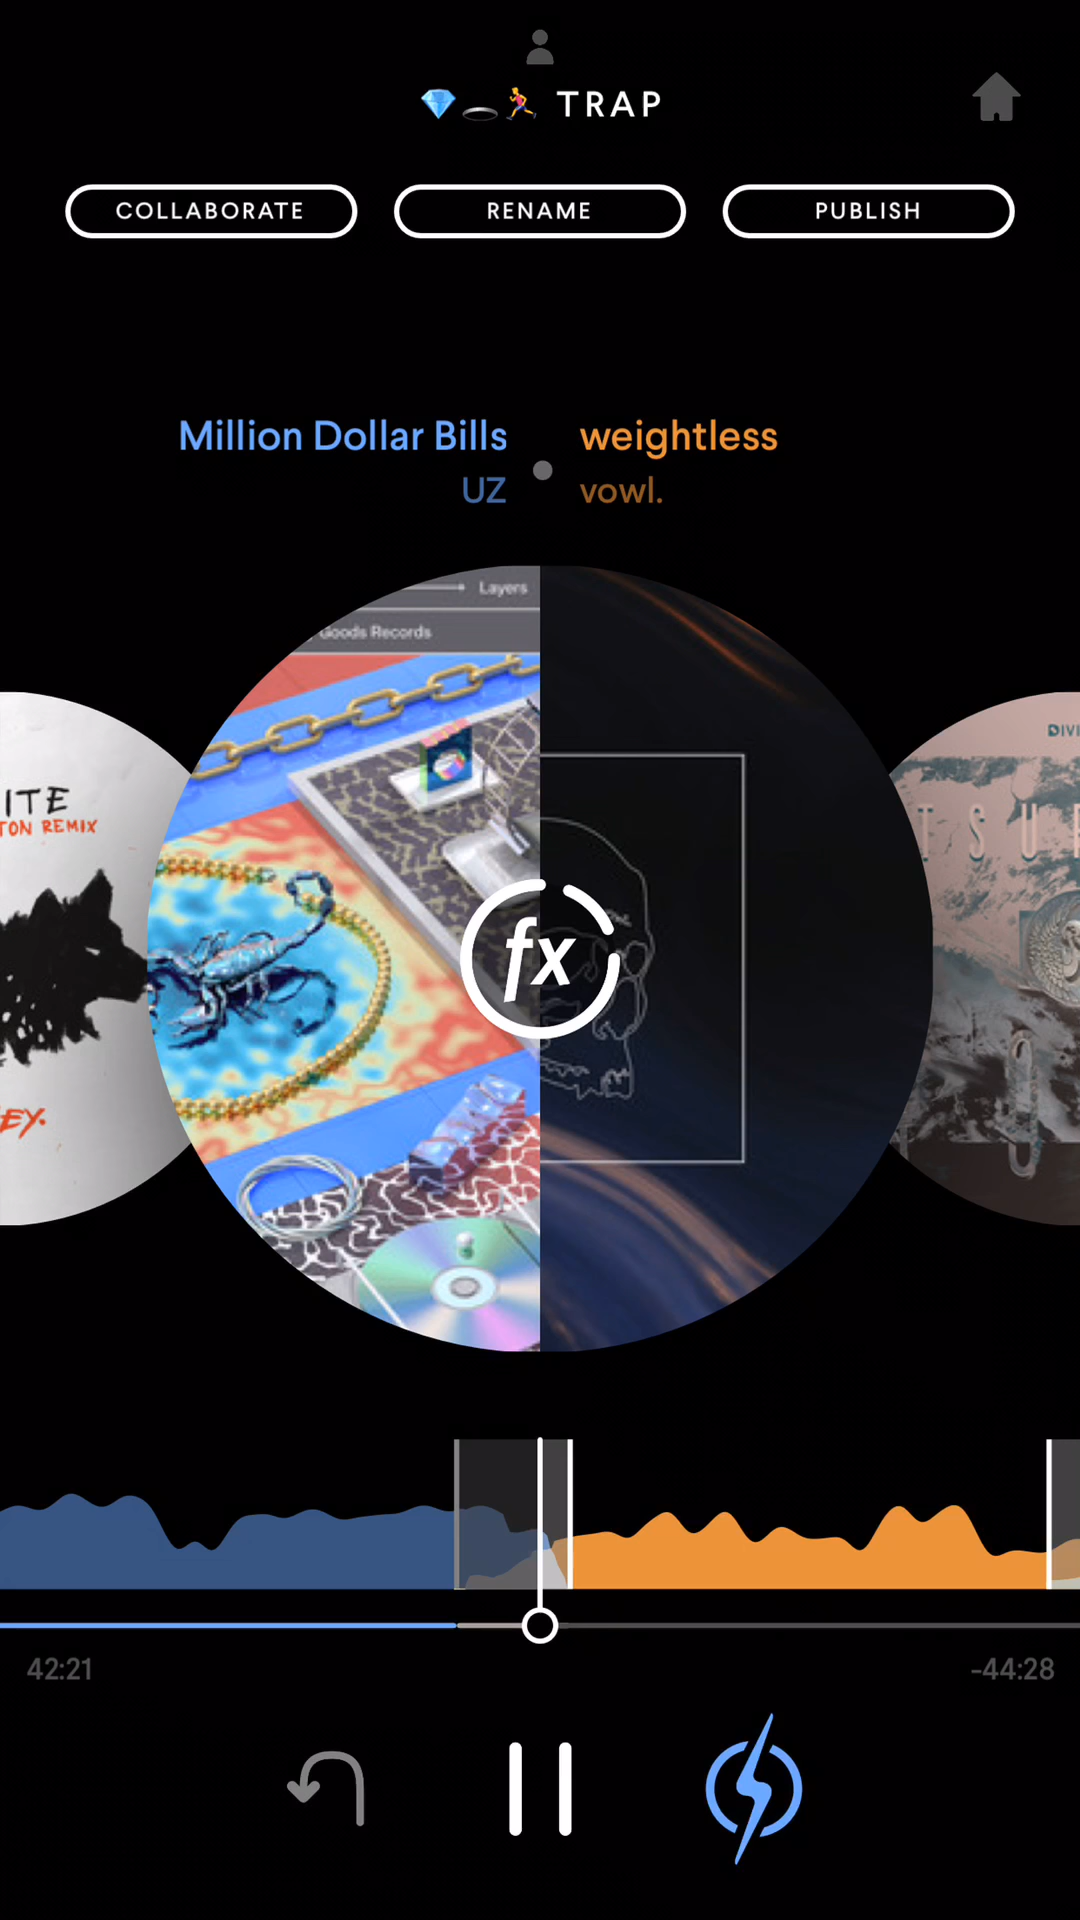 💎🕳️🏃 TRAP
COLLABORATE
RENAME
PUBLISH
Million Dollar Bills
weightless
UZ
vowl.
Layers
Goods Records
ITE
TON REMIX
DIVI
TSU
EY.
fx
42:21
-44:28